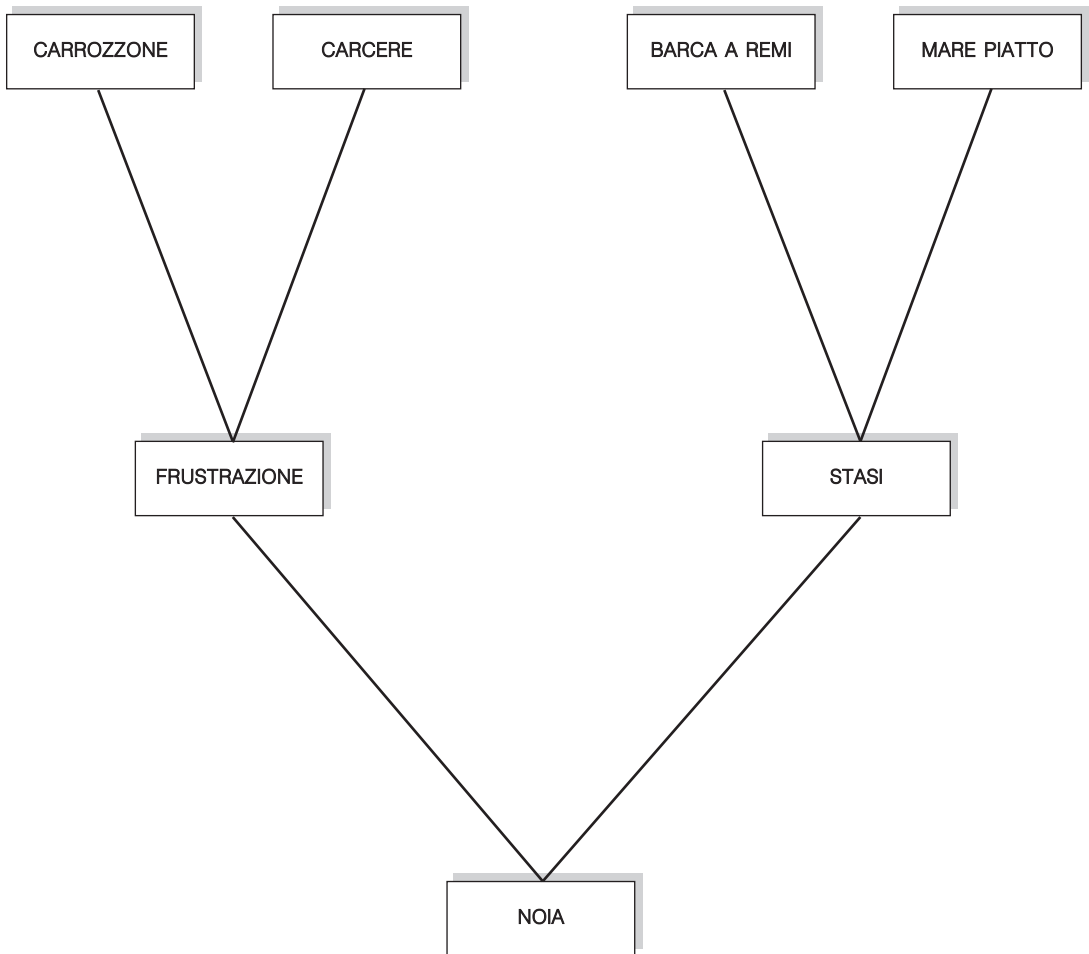 CARROZZONE
CARCERE
BARCA A REMI
MARE PIATTO
FRUSTRAZIONE
STASI
NOIA